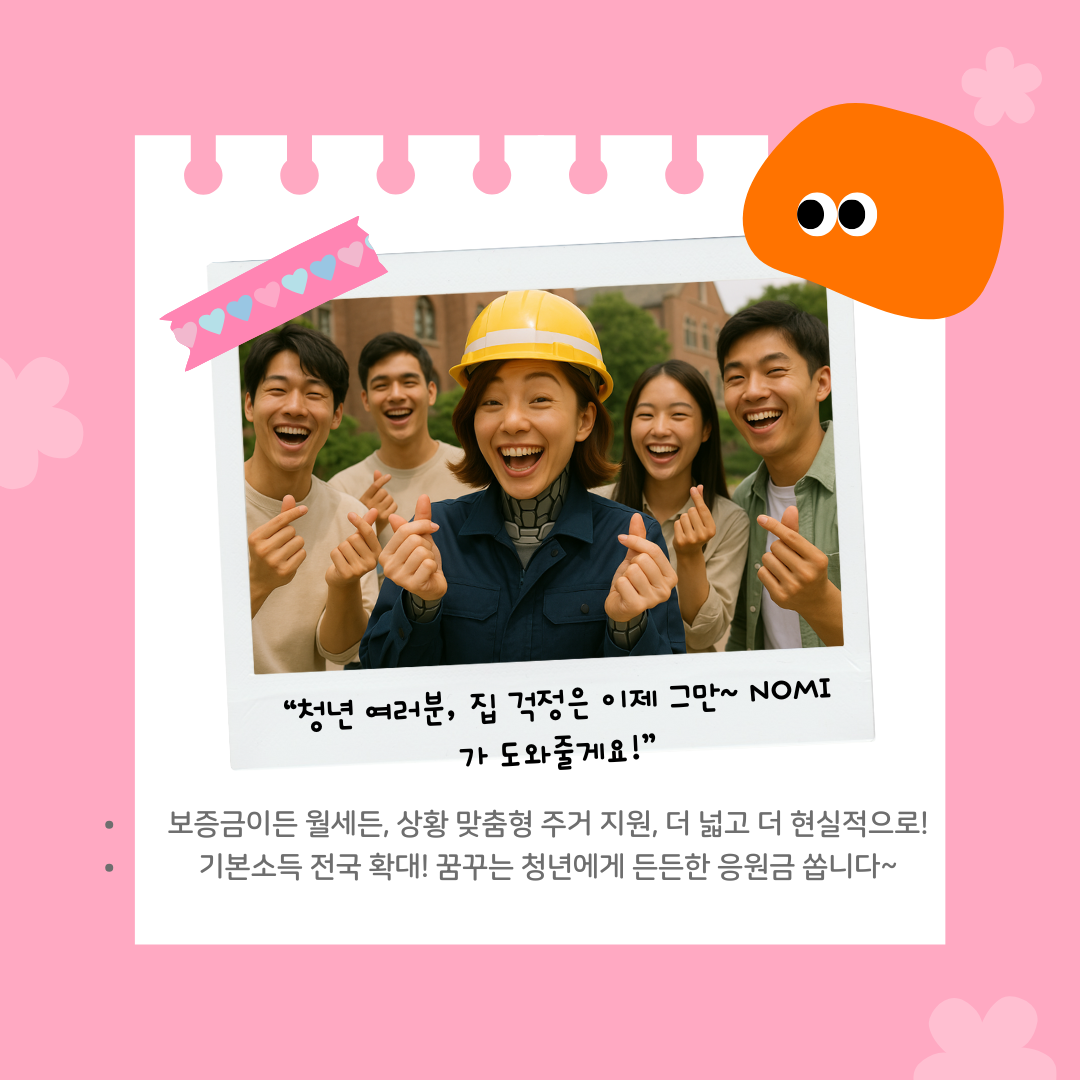 “청년 여러분, 집 걱정은 이제 그만~ NOMI
가 도와줄게요!”
• 보증금이든 월세든, 상황 맞춤형 주거 지원, 더 넓고 더 현실적으로!
• 기본소득 전국 확대! 꿈꾸는 청년에게 든든한 응원금 쏩니다~